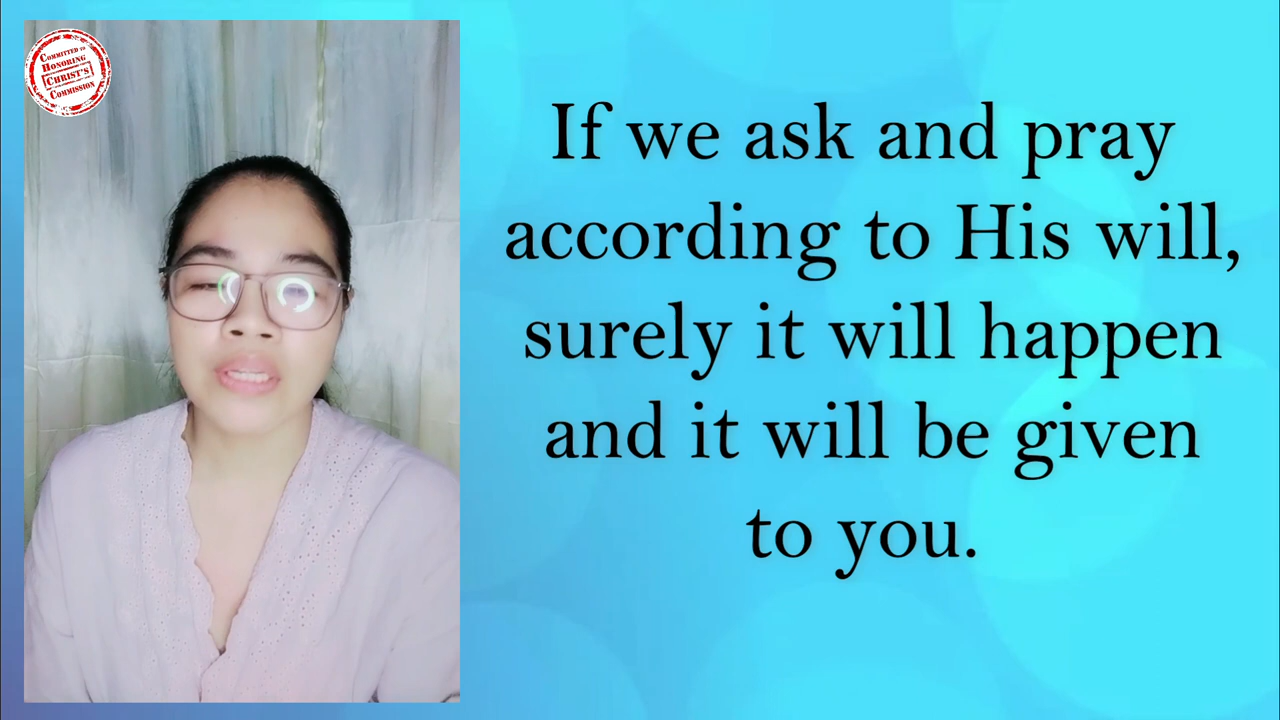 COMMITTED TO
HONORING
CHRIST'S
COMMISSION
If we ask and pray
according to His will,
surely it will happen
and it will be given
to you.